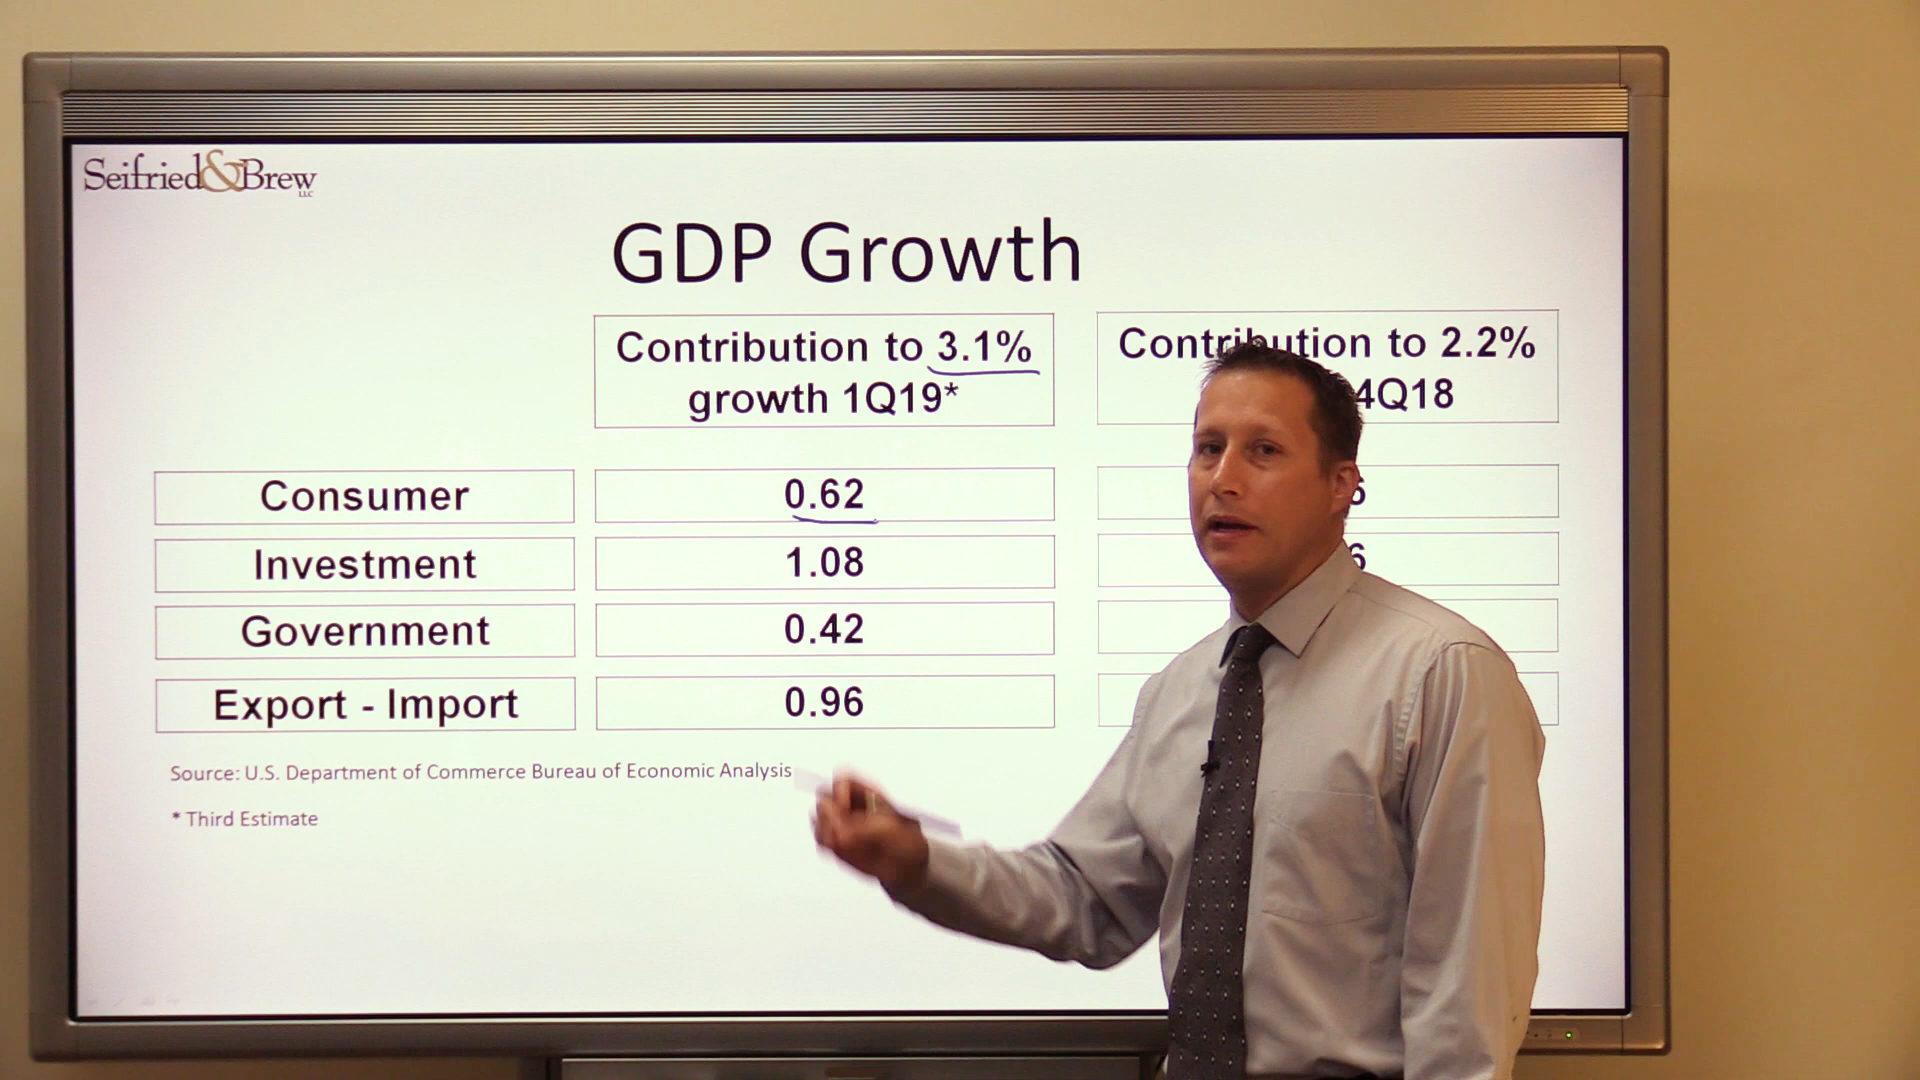 Seifried&Brew
LLC
GDP Growth
Contribution to 3.1%
growth 1Q19*
Contribution to 2.2%
4Q18
Consumer
0.62
Investment
1.08
Government
0.42
Export - Import
0.96
Source: U.S. Department of Commerce Bureau of Economic Analysis
* Third Estimate